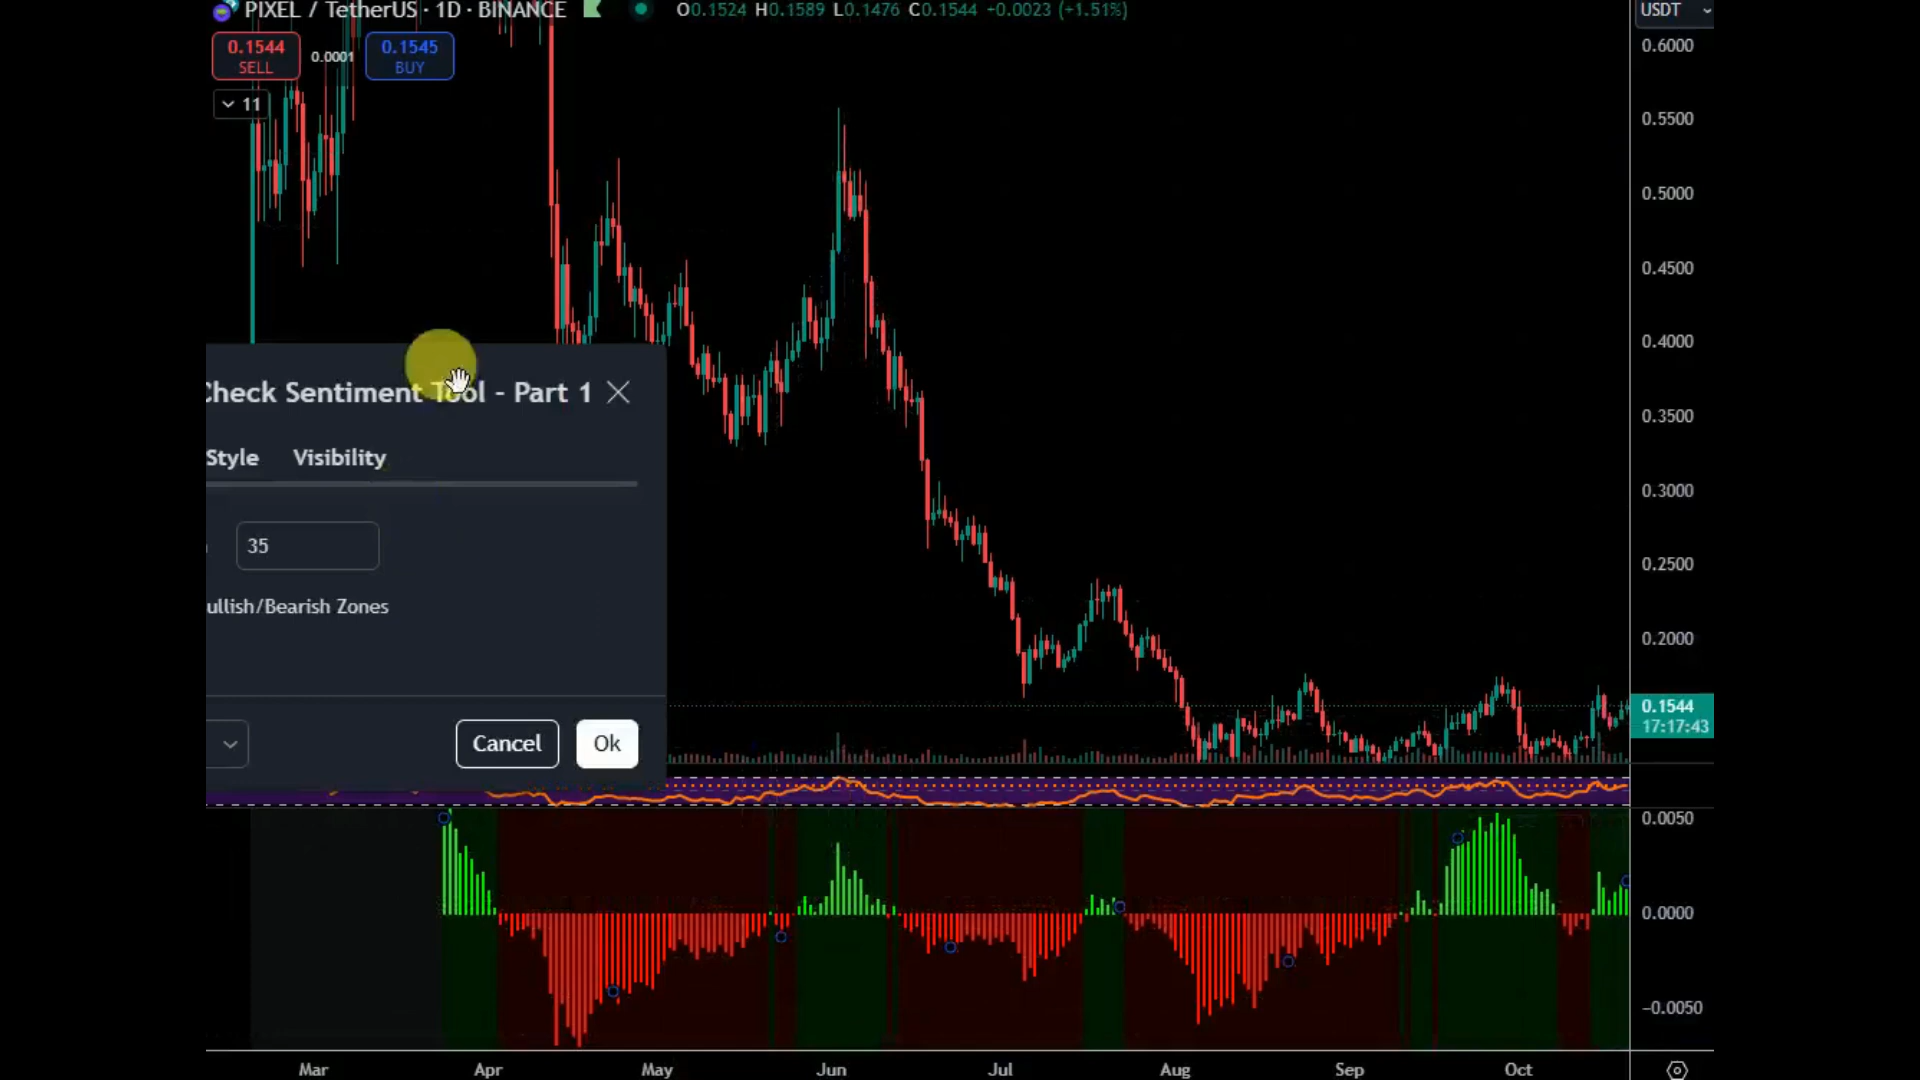 PIXEL / TetherUS · 1D · BINANCE O0.1524 H0.1589 L0.1476 C0.1544 +0.0023 (+1.51%)
USDT
0.1544
SELL
0.0001
0.1545
BUY
11
0.6000
0.5500
0.5000
0.4500
0.4000
0.3500
0.3000
0.2500
0.2000
0.1544
17:17:43
Check Sentiment Tool - Part 1
Style Visibility
35
ullish/Bearish Zones
Cancel Ok
0.0050
0.0000
−0.0050
Mar Apr May Jun Jul Aug Sep Oct